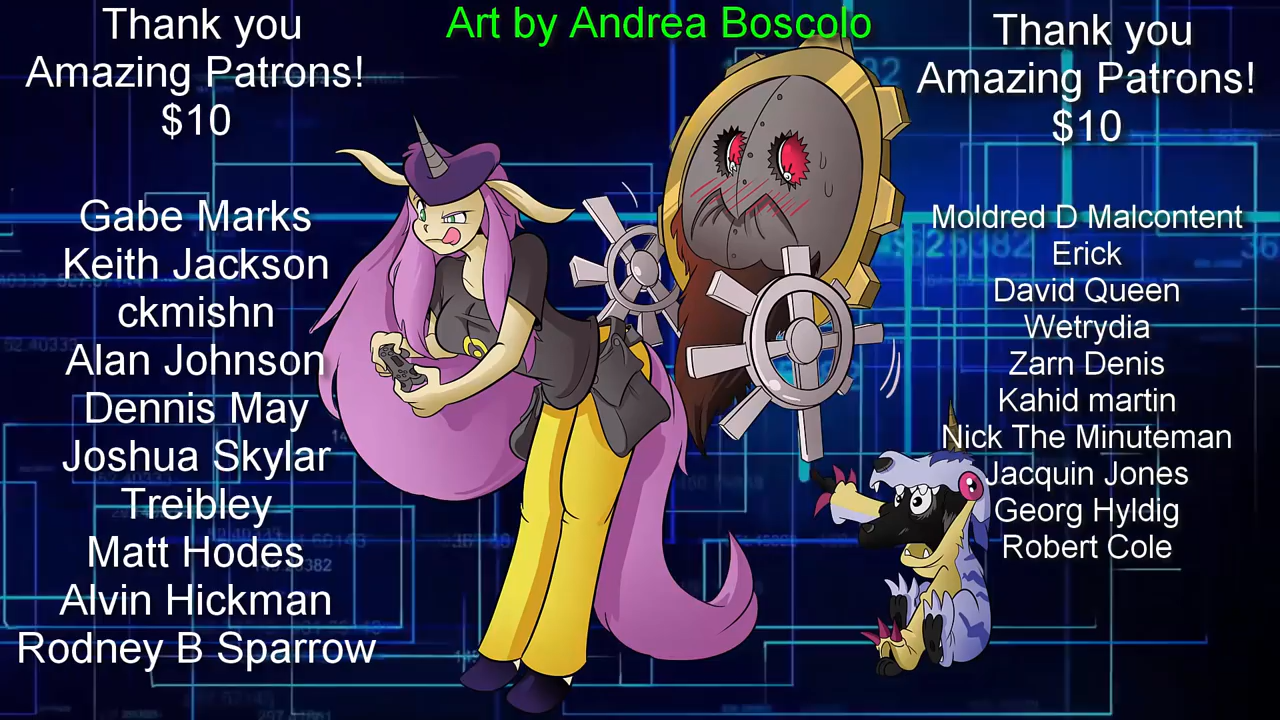 Thank you
Amazing Patrons!
$10
Gabe Marks
Keith Jackson
ckmishn
Alan Johnson
Dennis May
Joshua Skylar
Treibley
Matt Hodes
Alvin Hickman
Rodney B Sparrow
Art by Andrea Boscolo
Thank you
Amazing Patrons!
$10
Moldred D Malcontent
Erick
David Queen
Wetrydia
Zarn Denis
Kahid martin
Nick The Minuteman
Jacquin Jones
Georg Hyldig
Robert Cole